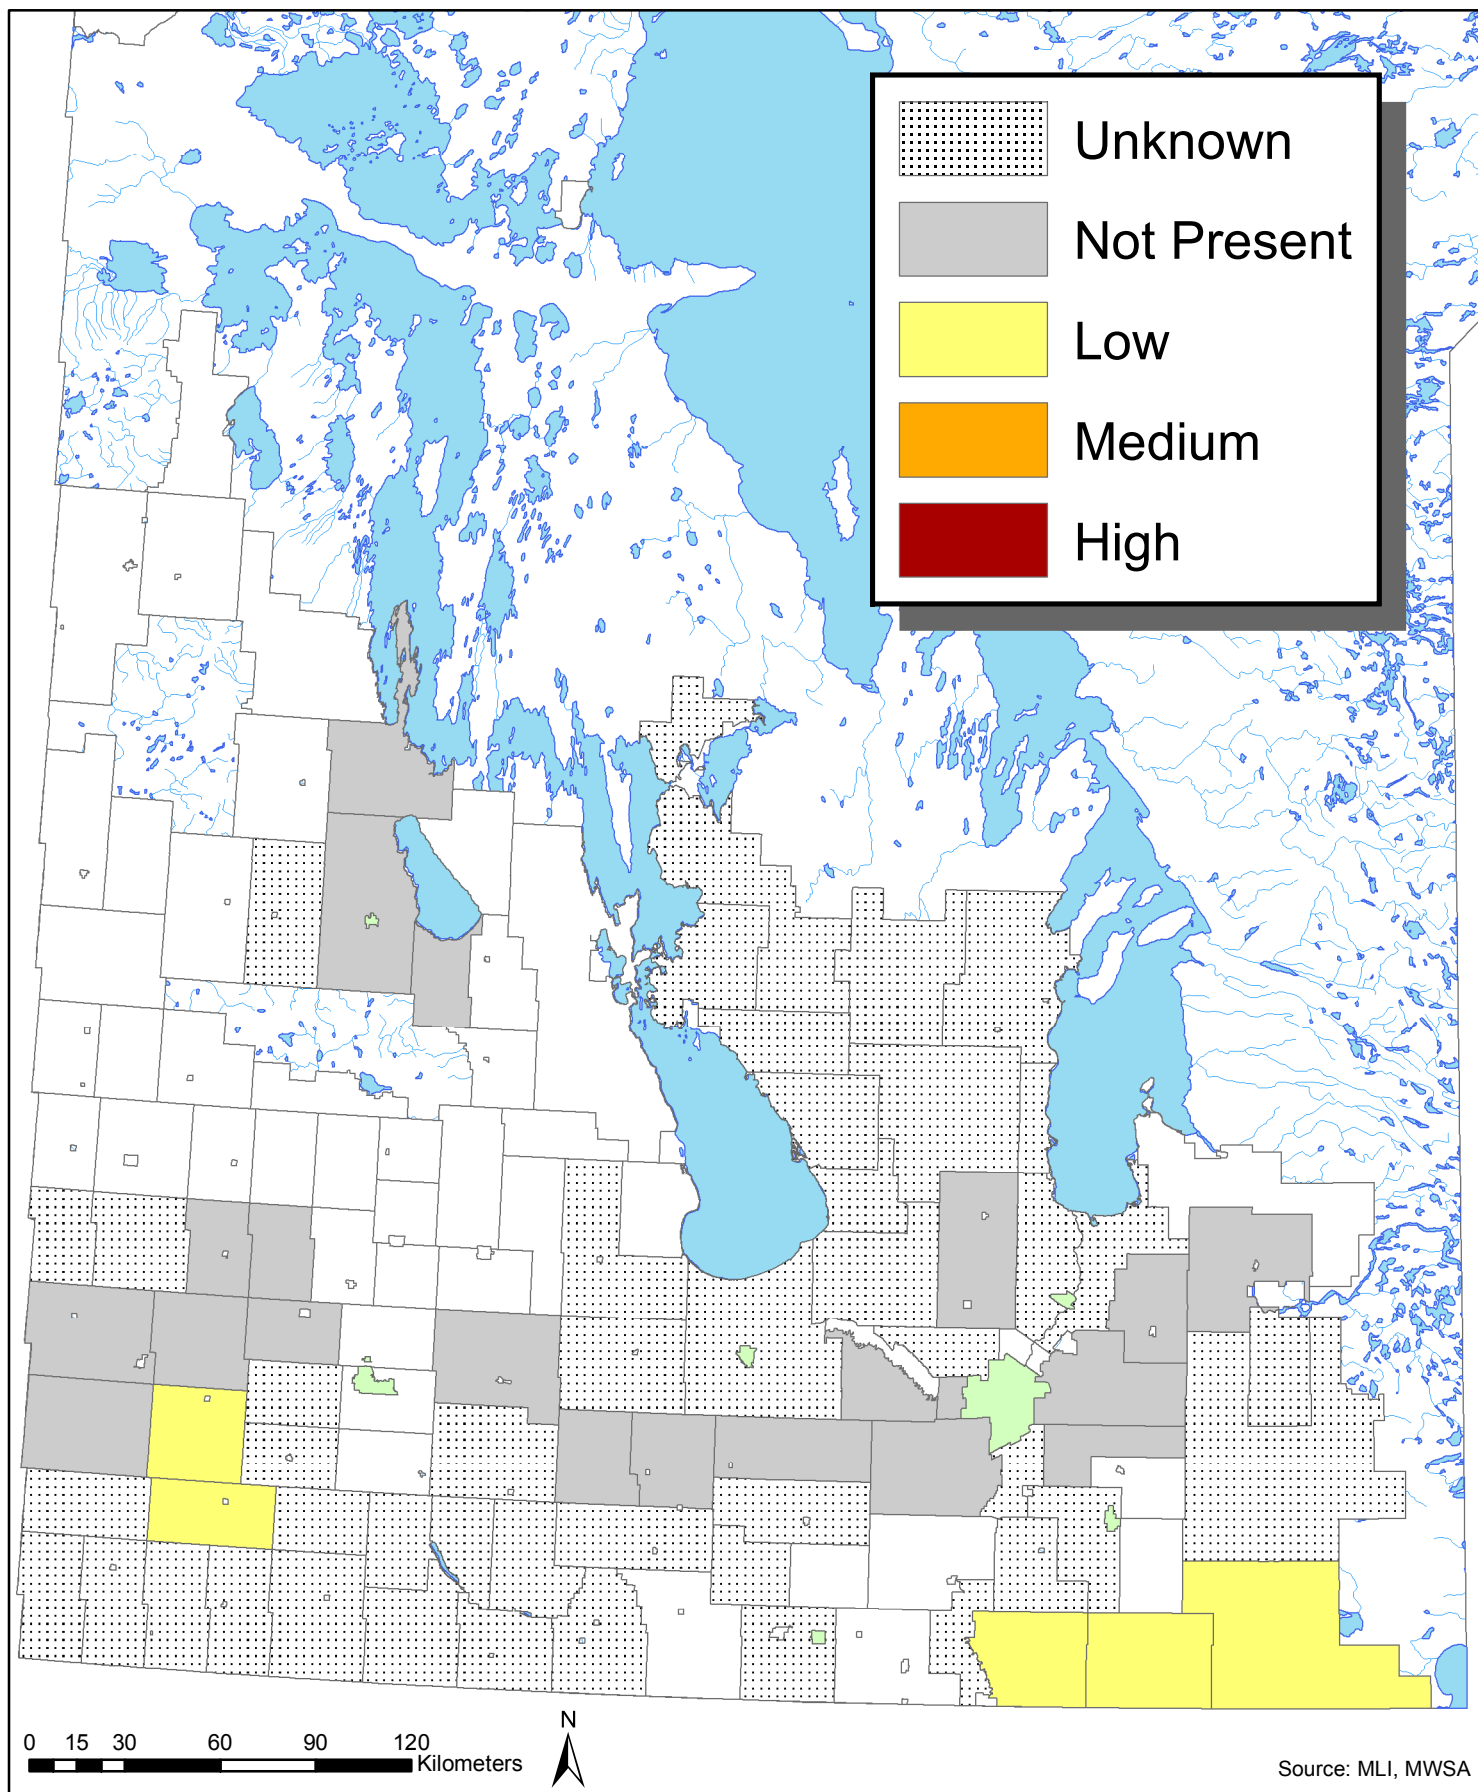 Unknown
Not Present
Low
Medium
High
N
0 15 30 60 90 120
Kilometers
Source: MLI, MWSA